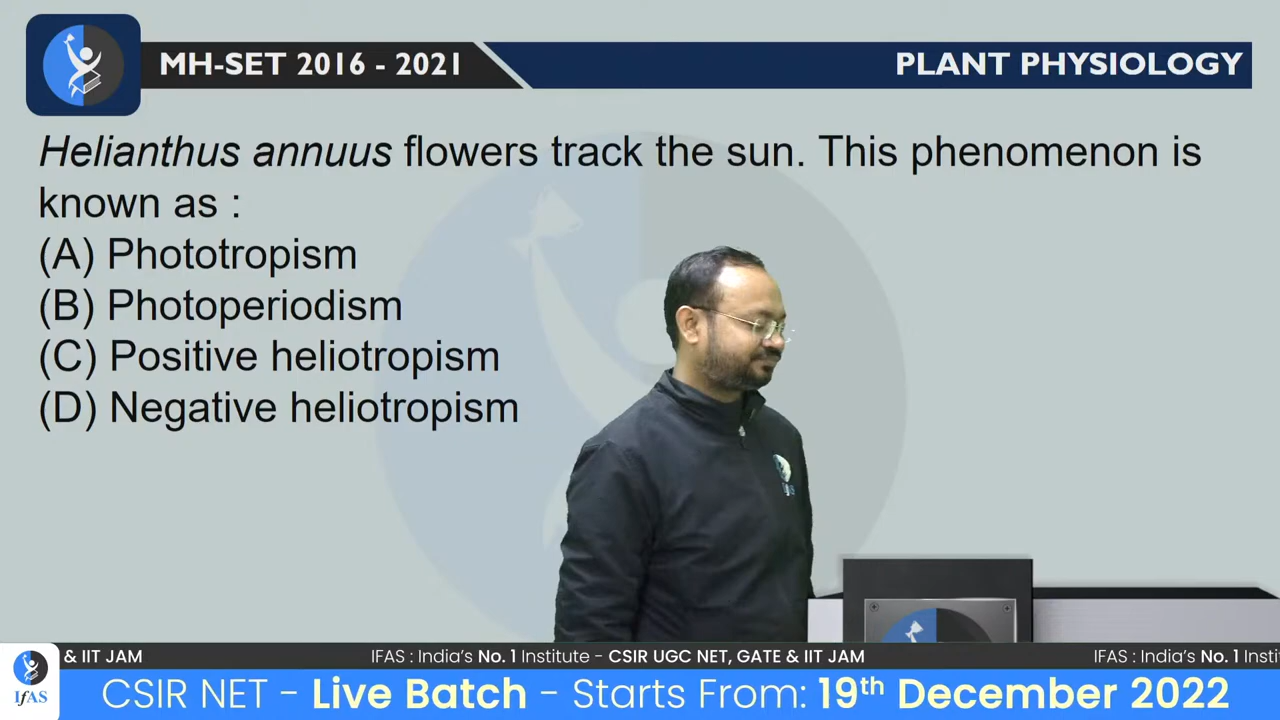 MH-SET 2016 - 2021
PLANT PHYSIOLOGY
Helianthus annuus flowers track the sun. This phenomenon is
known as :
(A) Phototropism
(B) Photoperiodism
(C) Positive heliotropism
(D) Negative heliotropism
IFAS
& IIT JAM
IFAS : India's No. 1 Institute - CSIR UGC NET, GATE & IIT JAM
IFAS : India's No. 1
IFAS
CSIR NET - Live Batch - Starts From: 19th December 2022